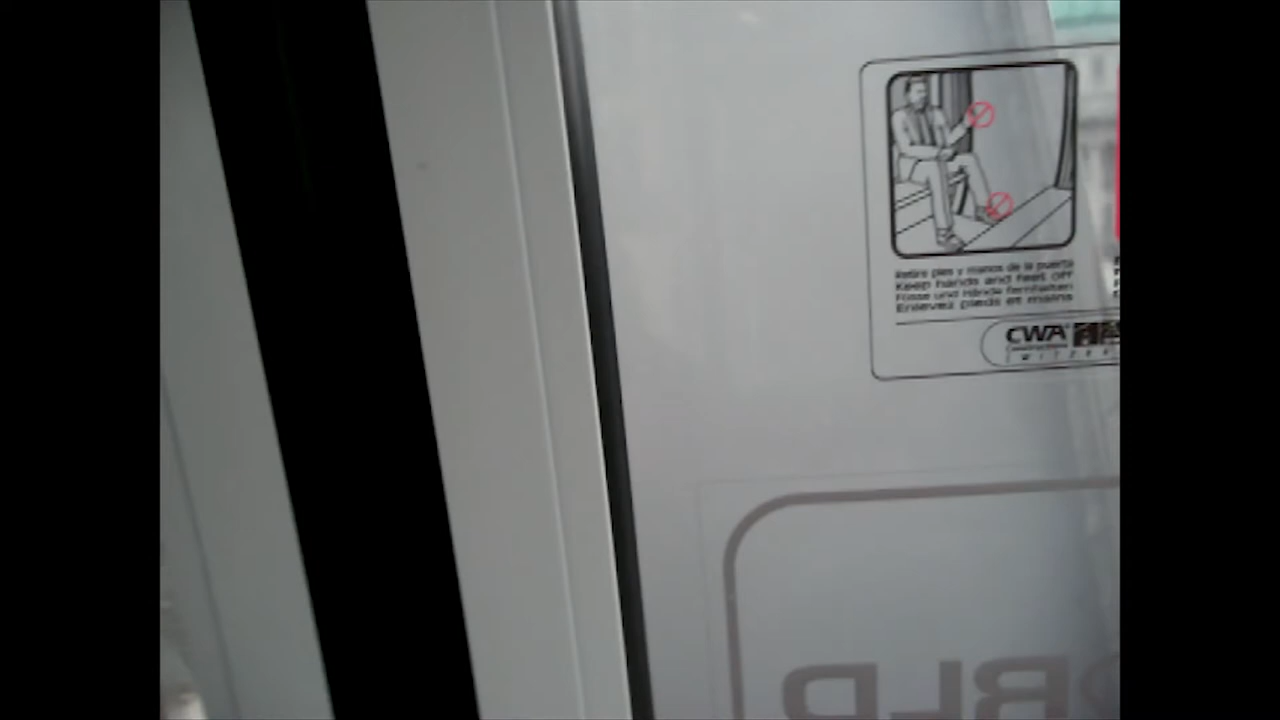 Retire pies y manos de la puerta
Keep hands and feet off
Füsse und Hände fernhalten
Enlevez pieds et mains
CWA